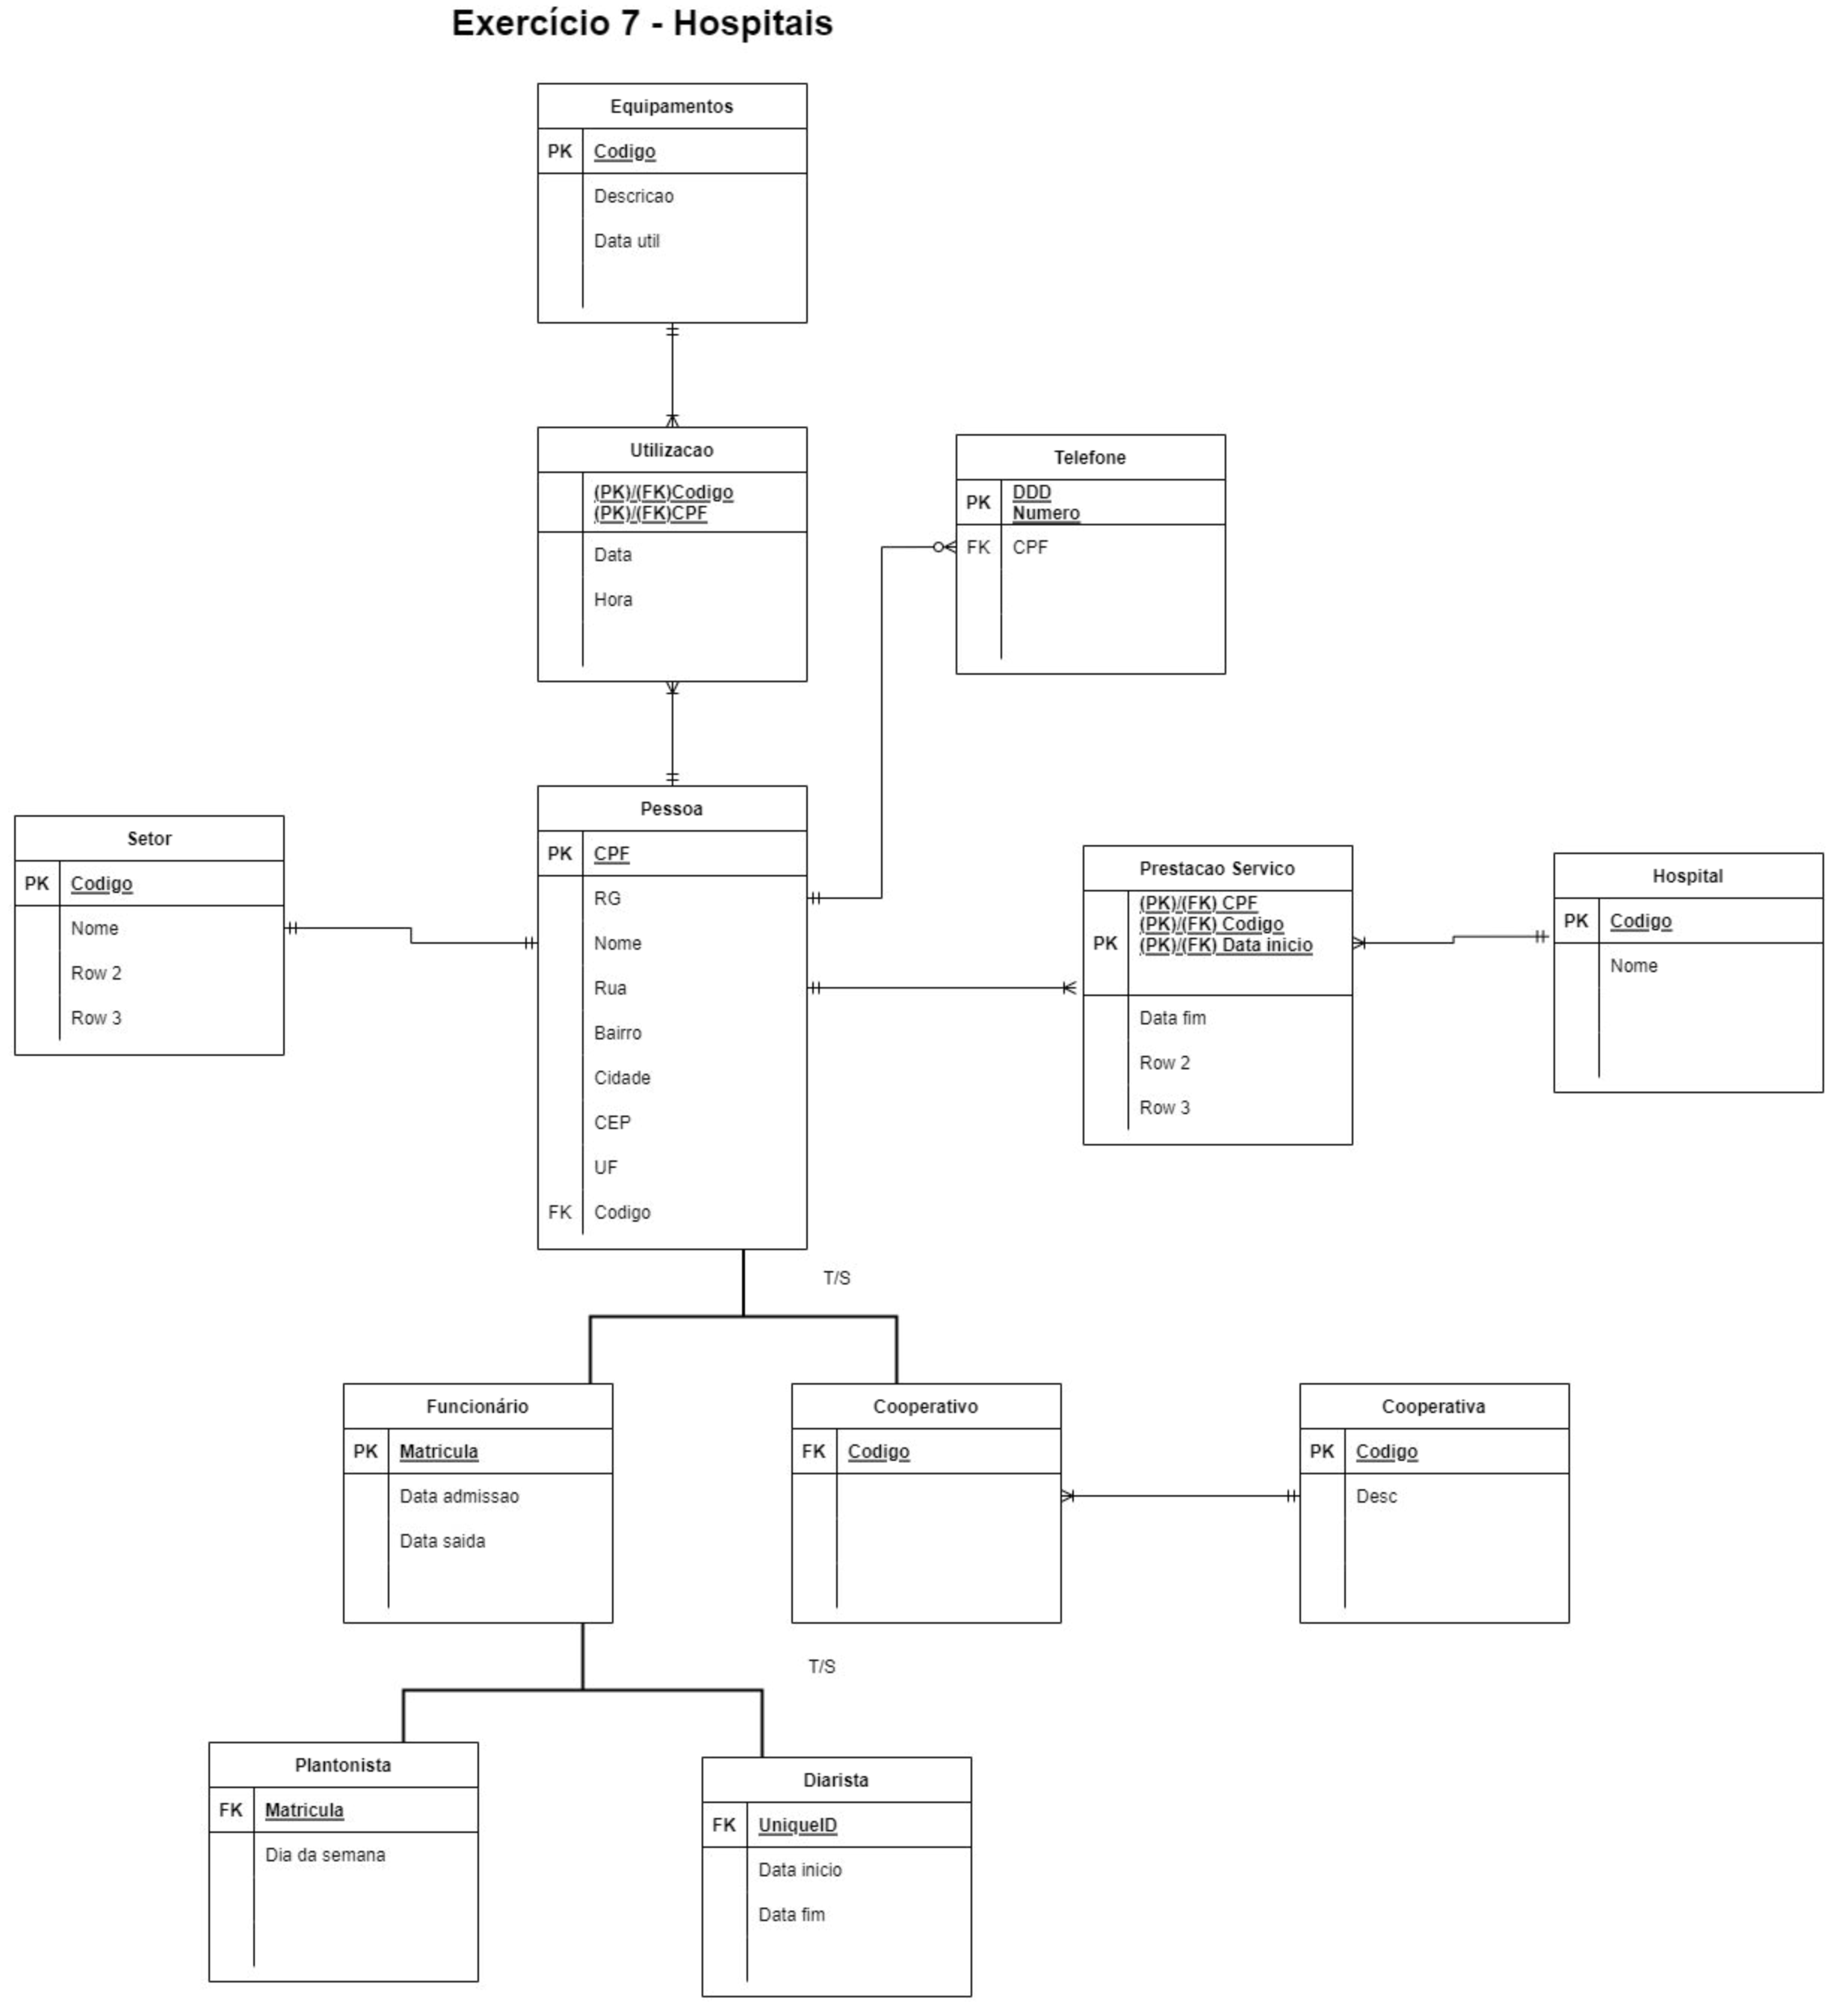 Exercício 7 - Hospitais
Equipamentos
PK Codigo
Descricao
Data util
Utilizacao
(PK)/(FK)Codigo
(PK)/(FK)CPF
Data
Hora
Telefone
PK DDD
Numero
FK CPF
Setor
PK Codigo
Nome
Row 2
Row 3
Pessoa
PK CPF
RG
Nome
Rua
Bairro
Cidade
CEP
UF
FK Codigo
Prestacao Servico
(PK)/(FK) CPF
(PK)/(FK) Codigo
PK (PK)/(FK) Data inicio
Data fim
Row 2
Row 3
Hospital
PK Codigo
Nome
T/S
Funcionário
PK Matricula
Data admissao
Data saida
Cooperativo
FK Codigo
Cooperativa
PK Codigo
Desc
T/S
Plantonista
FK Matricula
Dia da semana
Diarista
FK UniqueID
Data inicio
Data fim